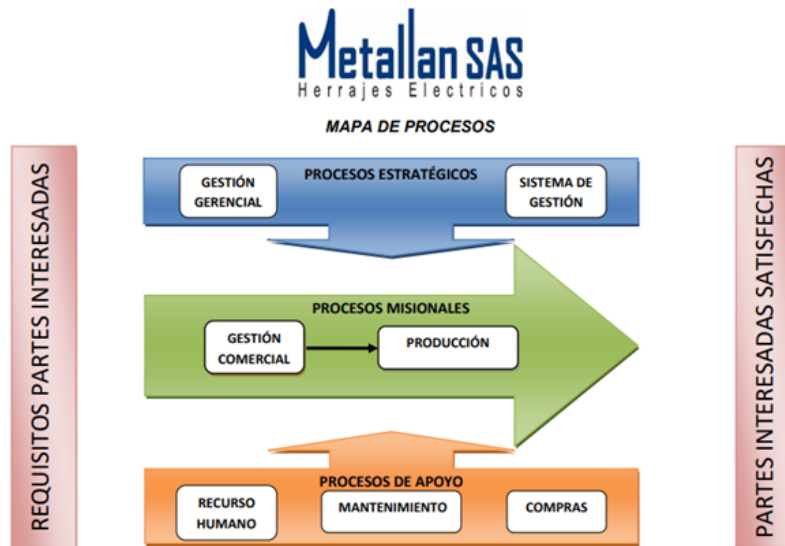 Metallan SAS
Herrajes Electricos
MAPA DE PROCESOS
REQUISITOS PARTES INTERESADAS
PROCESOS ESTRATÉGICOS
GESTIÓN
GERENCIAL
SISTEMA DE
GESTIÓN
PROCESOS MISIONALES
GESTIÓN
COMERCIAL
PRODUCCIÓN
PROCESOS DE APOYO
RECURSO
HUMANO
MANTENIMIENTO
COMPRAS
PARTES INTERESADAS SATISFECHAS